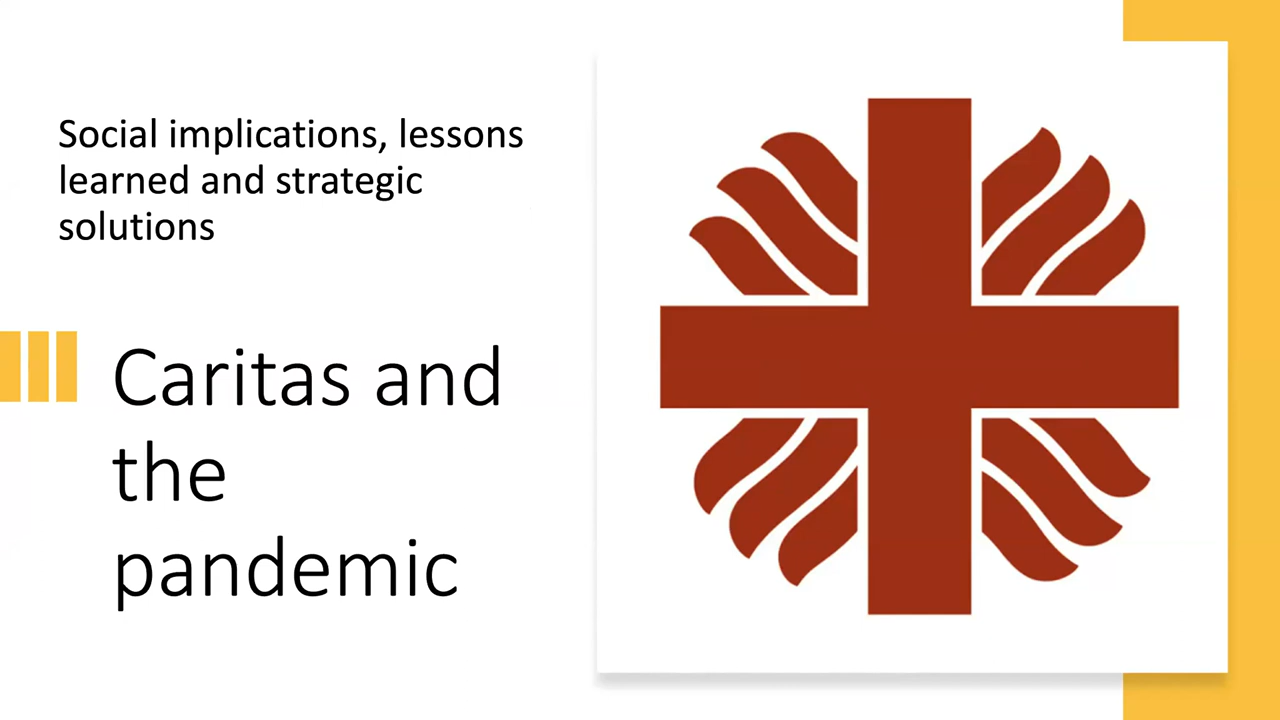 Social implications, lessons
learned and strategic
solutions
Caritas and
the
pandemic